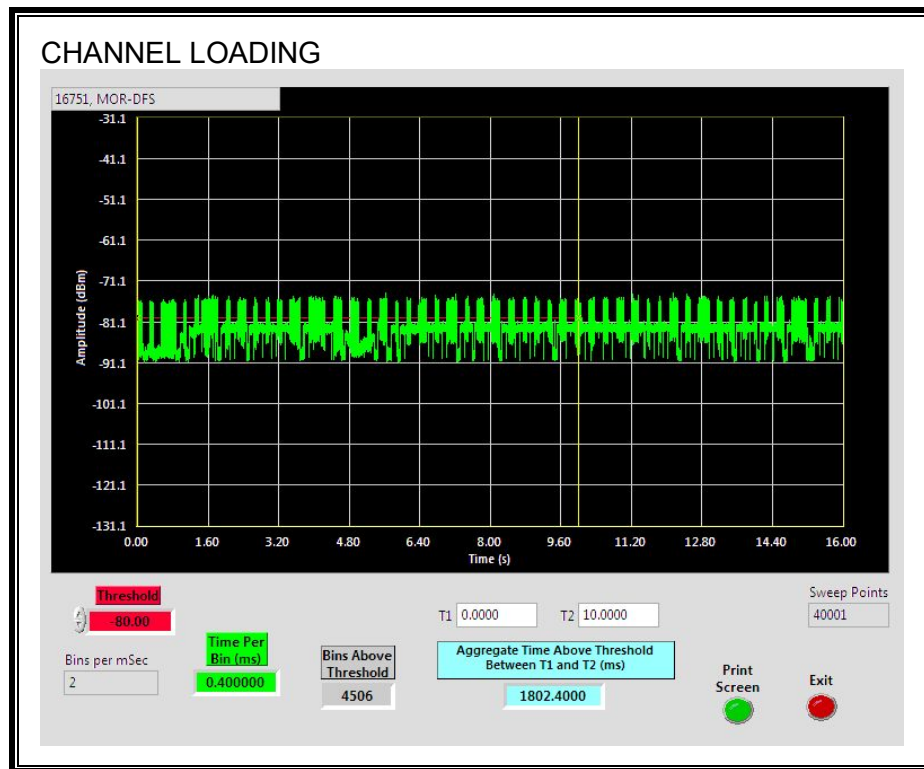 CHANNEL LOADING
16751, MOR-DFS
-31.1
-41.1
-51.1
-61.1
-71.1
-81.1
-91.1
-101.1
-111.1
-121.1
-131.1
Amplitude (dBm)
0.00 1.60 3.20 4.80 6.40 8.00 9.60 11.20 12.80 14.40 16.00
Time (s)
Threshold
-80.00
Bins per mSec
2
Time Per
Bin (ms)
0.400000
Bins Above
Threshold
4506
T1 0.0000 T2 10.0000
Aggregate Time Above Threshold
Between T1 and T2 (ms)
1802.4000
Sweep Points
40001
Print
Screen
Exit